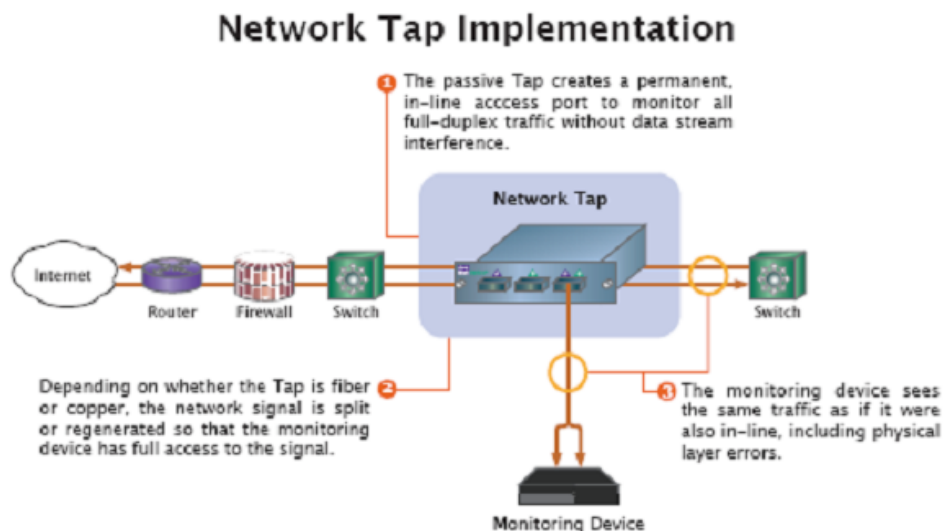 Network Tap Implementation
1
The passive Tap creates a permanent,
in-line acccess port to monitor all
full-duplex traffic without data stream
interference.
Network Tap
Internet
Router
Firewall
Switch
Switch
2
Depending on whether the Tap is fiber
or copper, the network signal is split
or regenerated so that the monitoring
device has full access to the signal.
3
The monitoring device sees
the same traffic as if it were
also in-line, including physical
layer errors.
Monitoring Device